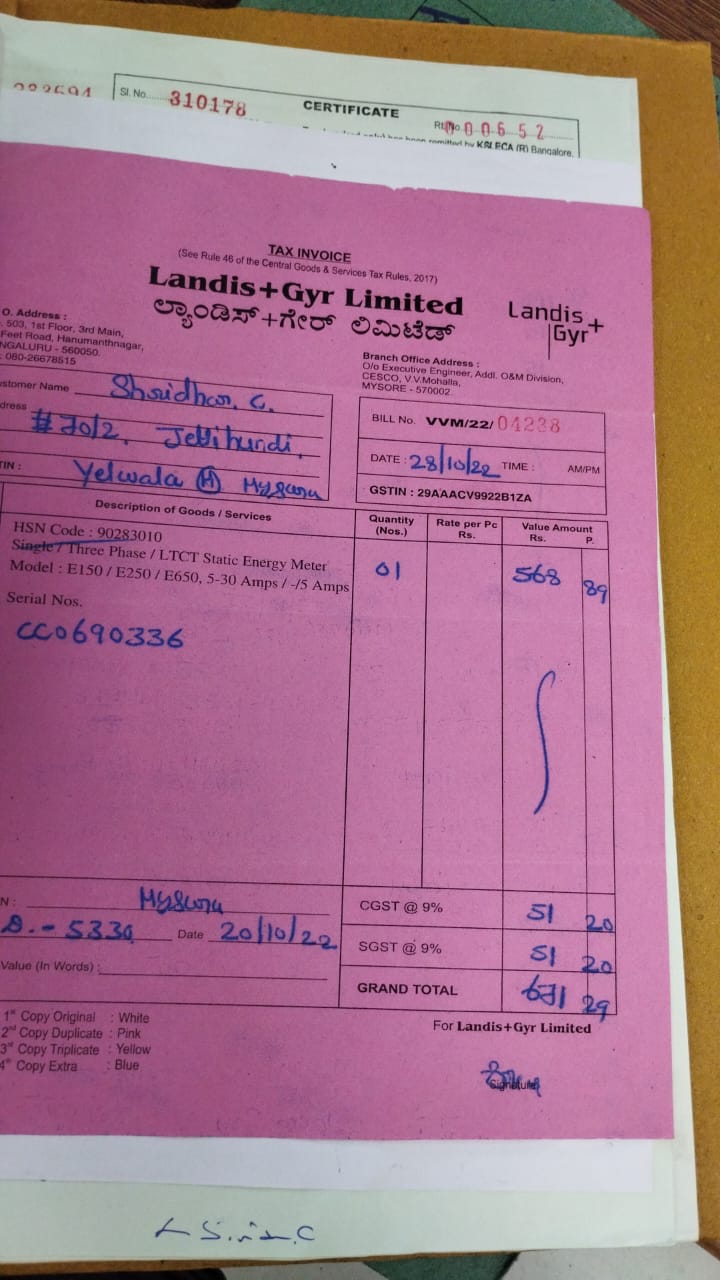 Sl. No. 310178
CERTIFICATE
000652
remitted by KSLECA (R) Bangalore.
TAX INVOICE
(See Rule 46 of the Central Goods & Services Tax Rules, 2017)
Landis+Gyr Limited
ಲ್ಯಾಂಡಿಸ್+ಗೇರ್ ಲಿಮಿಟೆಡ್
Landis+
Gyr
O. Address :
503, 1st Floor, 3rd Main,
Feet Road, Hanumanthnagar,
NGALURU - 560050.
: 080-26678515
Branch Office Address :
O/o Executive Engineer, Addl. O&M Division,
CESCO, V.V.Mohalla,
MYSORE - 570002.
stomer Name Shridhar. C.
dress #70/2, Jettihundi,
TIN : Yelwala (H) Mysuru
BILL No. VVM/22/ 04238
DATE : 28/10/22 TIME : AM/PM
GSTIN : 29AAACV9922B1ZA
Description of Goods / Services Quantity (Nos.) Rate per Pc Rs. Value Amount Rs. P.
HSN Code : 90283010
Single / Three Phase / LTCT Static Energy Meter
Model : E150 / E250 / E650, 5-30 Amps / -/5 Amps 01 568 89
Serial Nos.
CC0690336
N : Mysuru
CGST @ 9% 51 20
Date 20/10/22
SGST @ 9% 51 20
Value (In Words) :
GRAND TOTAL 671 29
1st Copy Original : White
2nd Copy Duplicate : Pink
3rd Copy Triplicate : Yellow
4th Copy Extra : Blue
For Landis+Gyr Limited
Signature